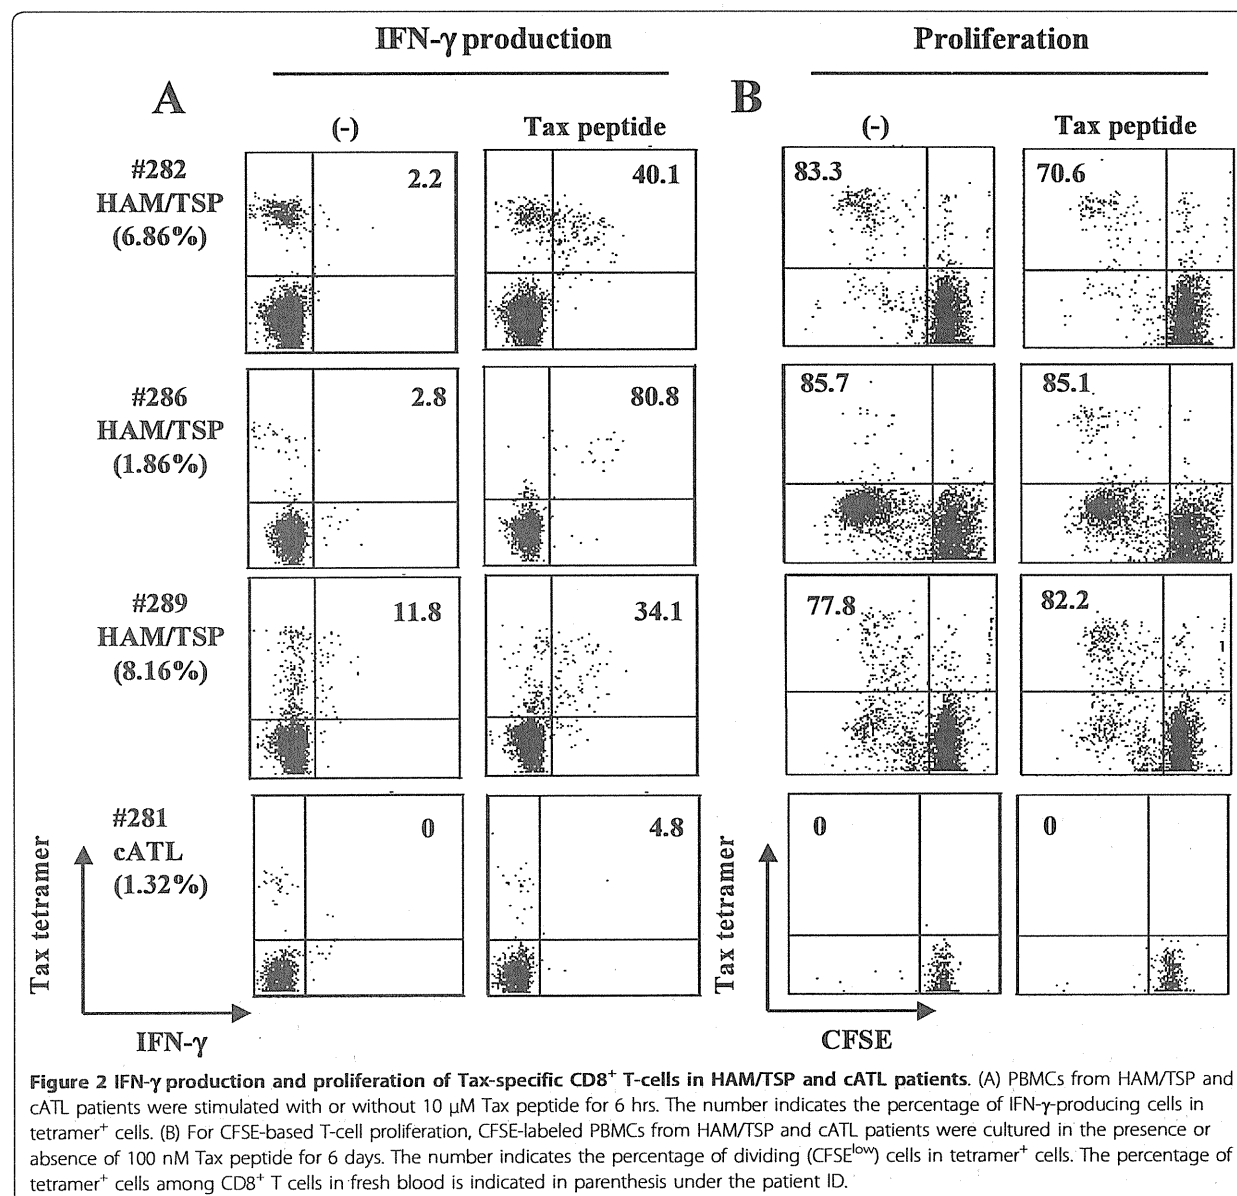 IFN-γ production
Proliferation
A
B
(-)
Tax peptide
(-)
Tax peptide
#282
HAM/TSP
(6.86%)
2.2
40.1
83.3
70.6
#286
HAM/TSP
(1.86%)
2.8
80.8
85.7
85.1
#289
HAM/TSP
(8.16%)
11.8
34.1
77.8
82.2
#281
cATL
(1.32%)
0
4.8
0
0
Tax tetramer
IFN-γ
Tax tetramer
CFSE
Figure 2 IFN-γ production and proliferation of Tax-specific CD8⁺ T-cells in HAM/TSP and cATL patients. (A) PBMCs from HAM/TSP and
cATL patients were stimulated with or without 10 μM Tax peptide for 6 hrs. The number indicates the percentage of IFN-γ-producing cells in
tetramer⁺ cells. (B) For CFSE-based T-cell proliferation, CFSE-labeled PBMCs from HAM/TSP and cATL patients were cultured in the presence or
absence of 100 nM Tax peptide for 6 days. The number indicates the percentage of dividing (CFSEˡᵒʷ) cells in tetramer⁺ cells. The percentage of
tetramer⁺ cells among CD8⁺ T cells in fresh blood is indicated in parenthesis under the patient ID.